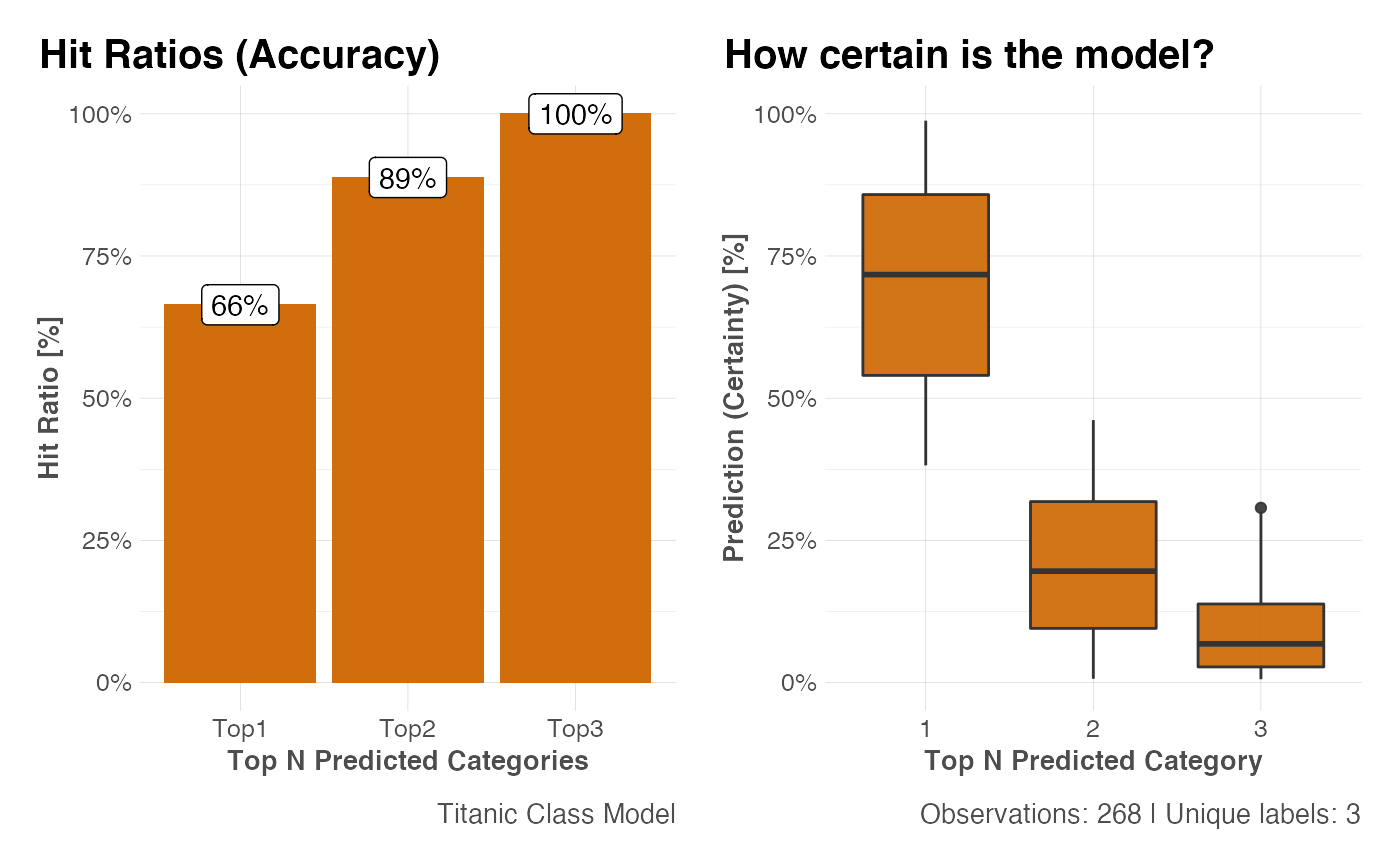 Hit Ratios (Accuracy)
100%
75%
50%
25%
0%
Hit Ratio [%]
66%
89%
100%
Top1
Top2
Top3
Top N Predicted Categories
Titanic Class Model
How certain is the model?
100%
75%
50%
25%
0%
Prediction (Certainty) [%]
1
2
3
Top N Predicted Category
Observations: 268 | Unique labels: 3